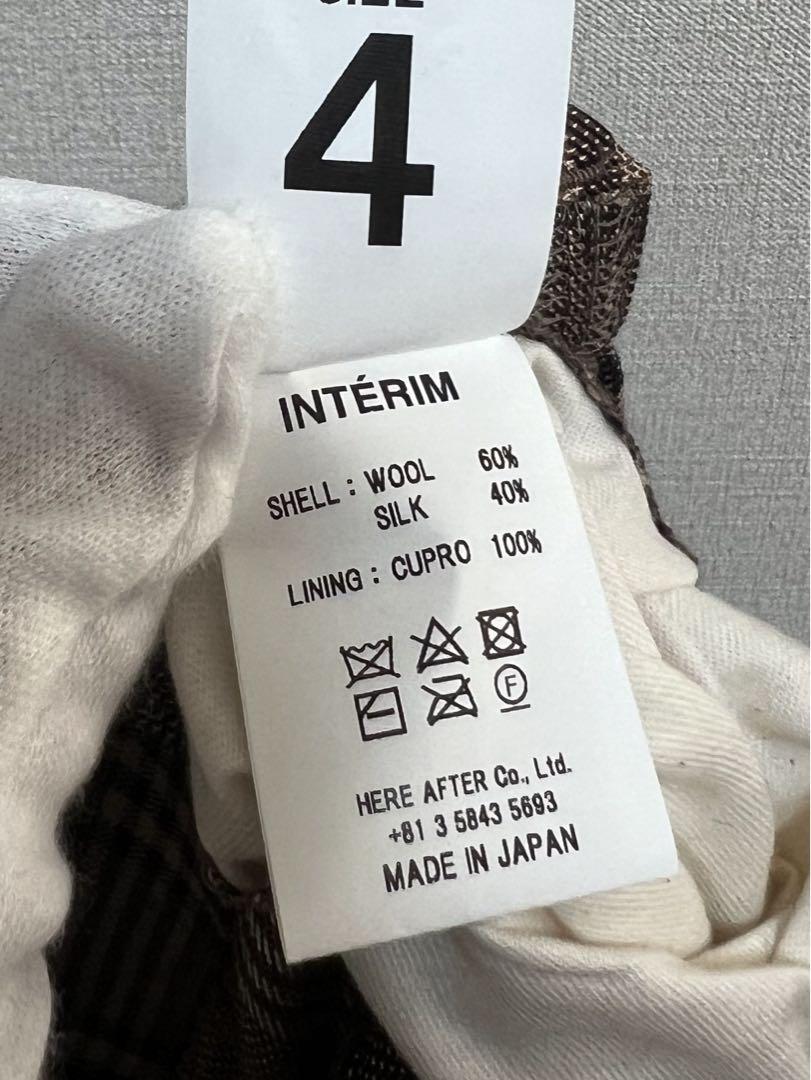 SIZE
4
INTÉRIM
SHELL : WOOL 60%
SILK 40%
LINING : CUPRO 100%
F
HERE AFTER Co., Ltd.
+81 3 5843 5693
MADE IN JAPAN